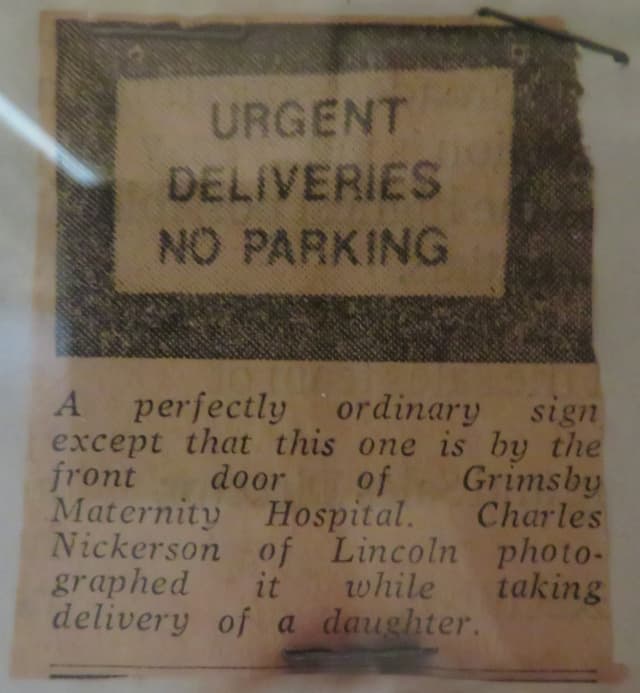 URGENT
DELIVERIES
NO PARKING
A perfectly ordinary sign
except that this one is by the
front door of Grimsby
Maternity Hospital. Charles
Nickerson of Lincoln photo-
graphed it while taking
delivery of a daughter.